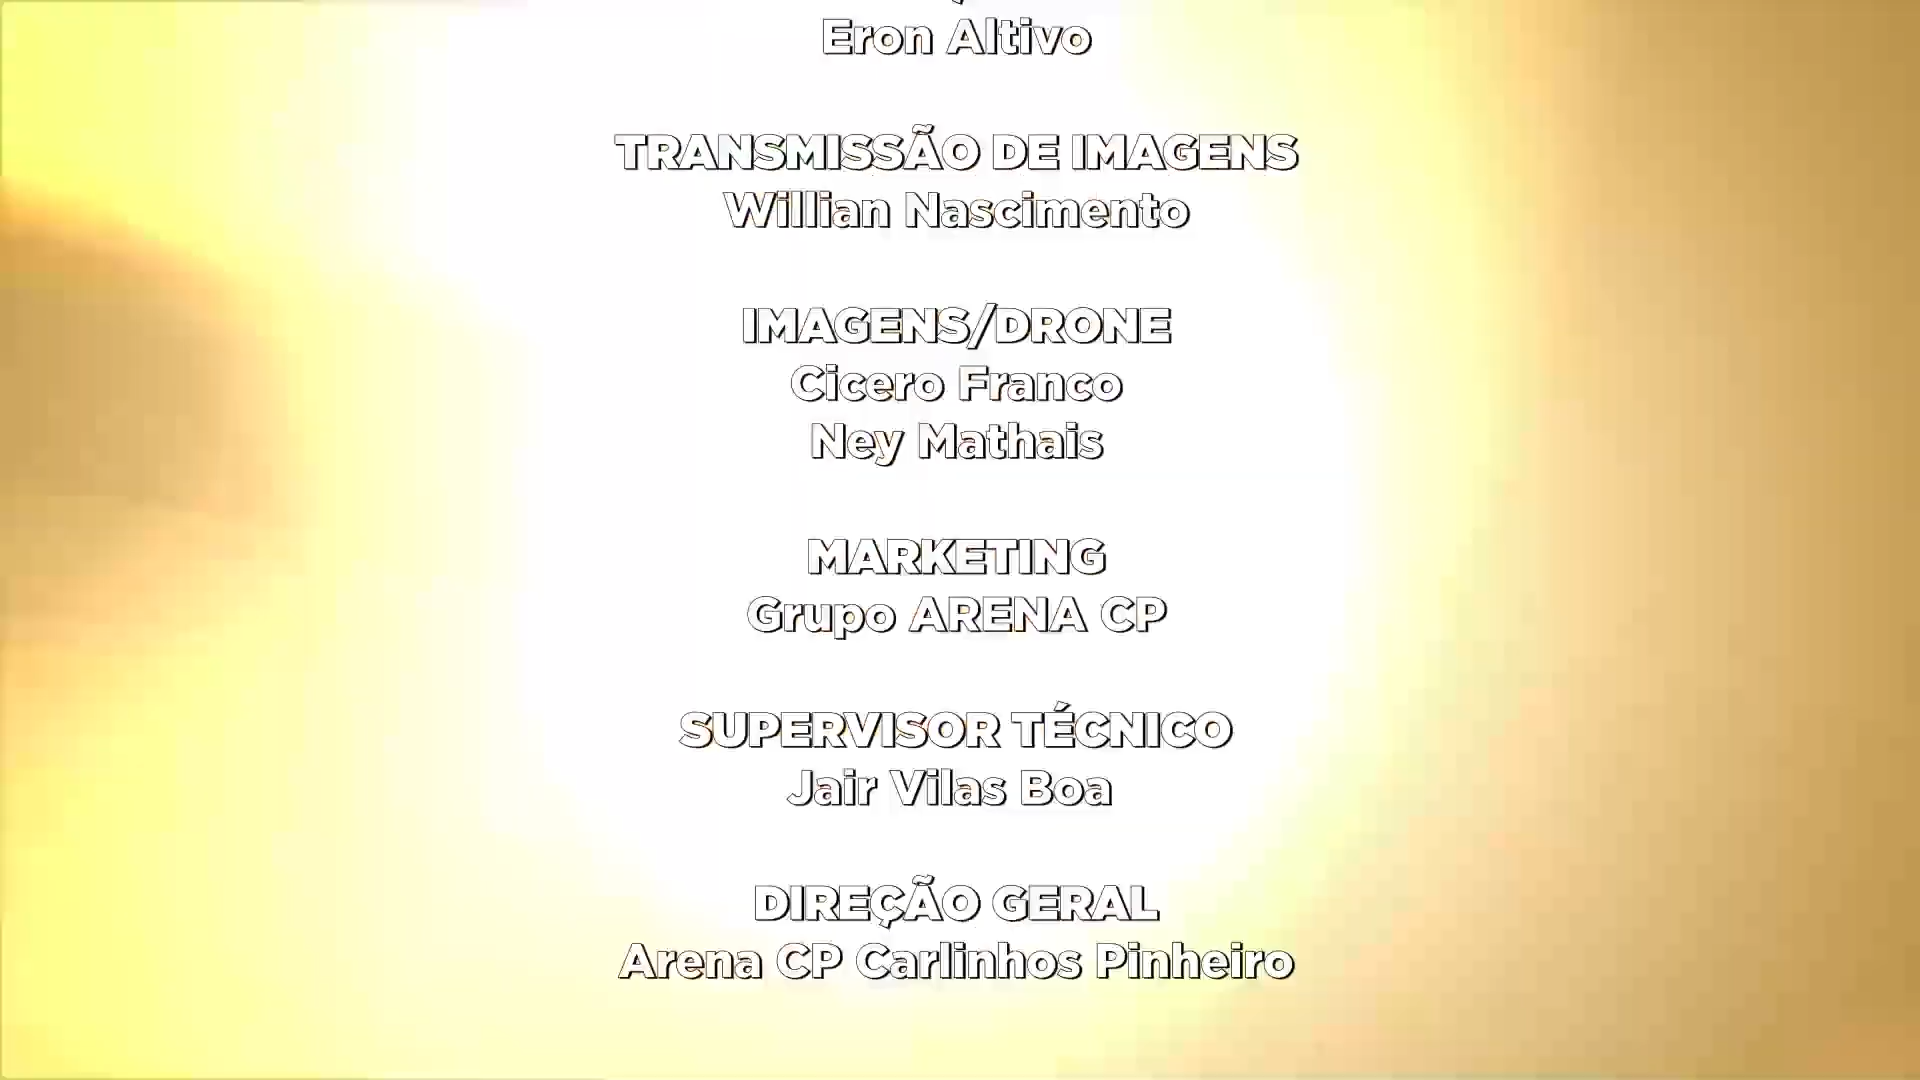 Eron Altivo
TRANSMISSÃO DE IMAGENS
Willian Nascimento
IMAGENS/DRONE
Cicero Franco
Ney Mathais
MARKETING
Grupo ARENA CP
SUPERVISOR TÉCNICO
Jair Vilas Boa
DIREÇÃO GERAL
Arena CP Carlinhos Pinheiro